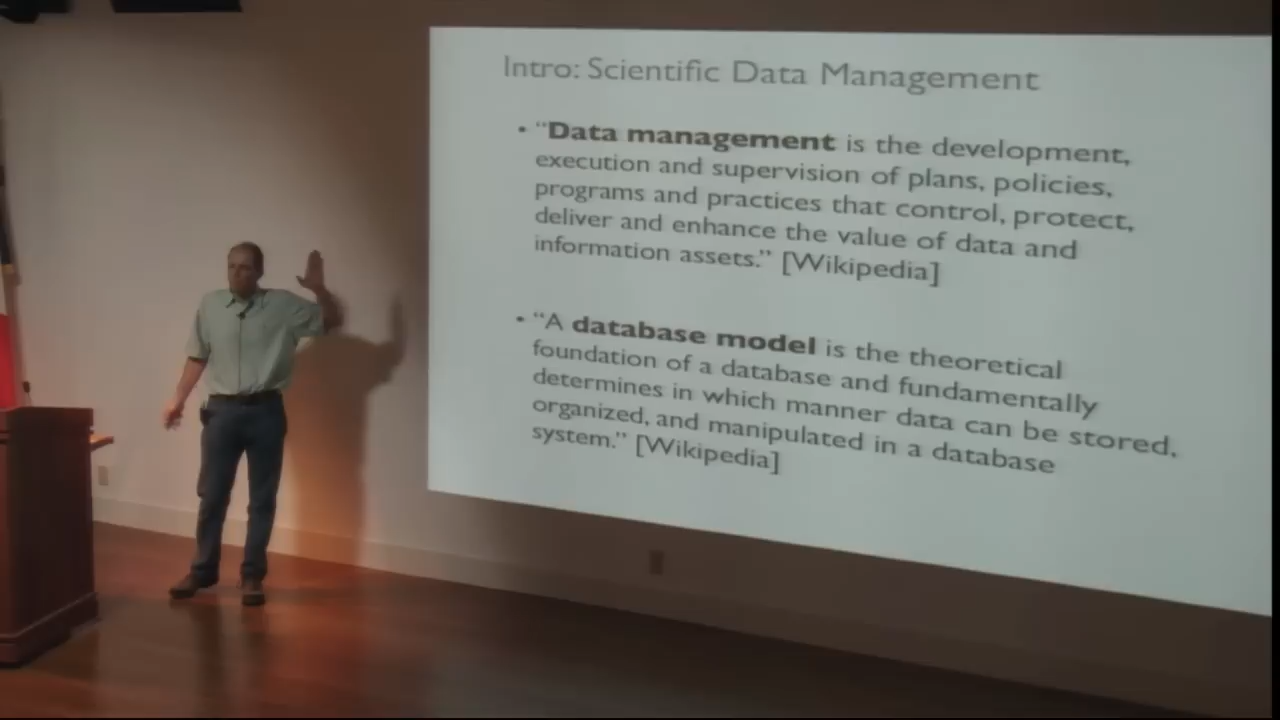 Intro: Scientific Data Management
• “Data management is the development,
execution and supervision of plans, policies,
programs and practices that control, protect,
deliver and enhance the value of data and
information assets.” [Wikipedia]
• “A database model is the theoretical
foundation of a database and fundamentally
determines in which manner data can be stored,
organized, and manipulated in a database
system.” [Wikipedia]